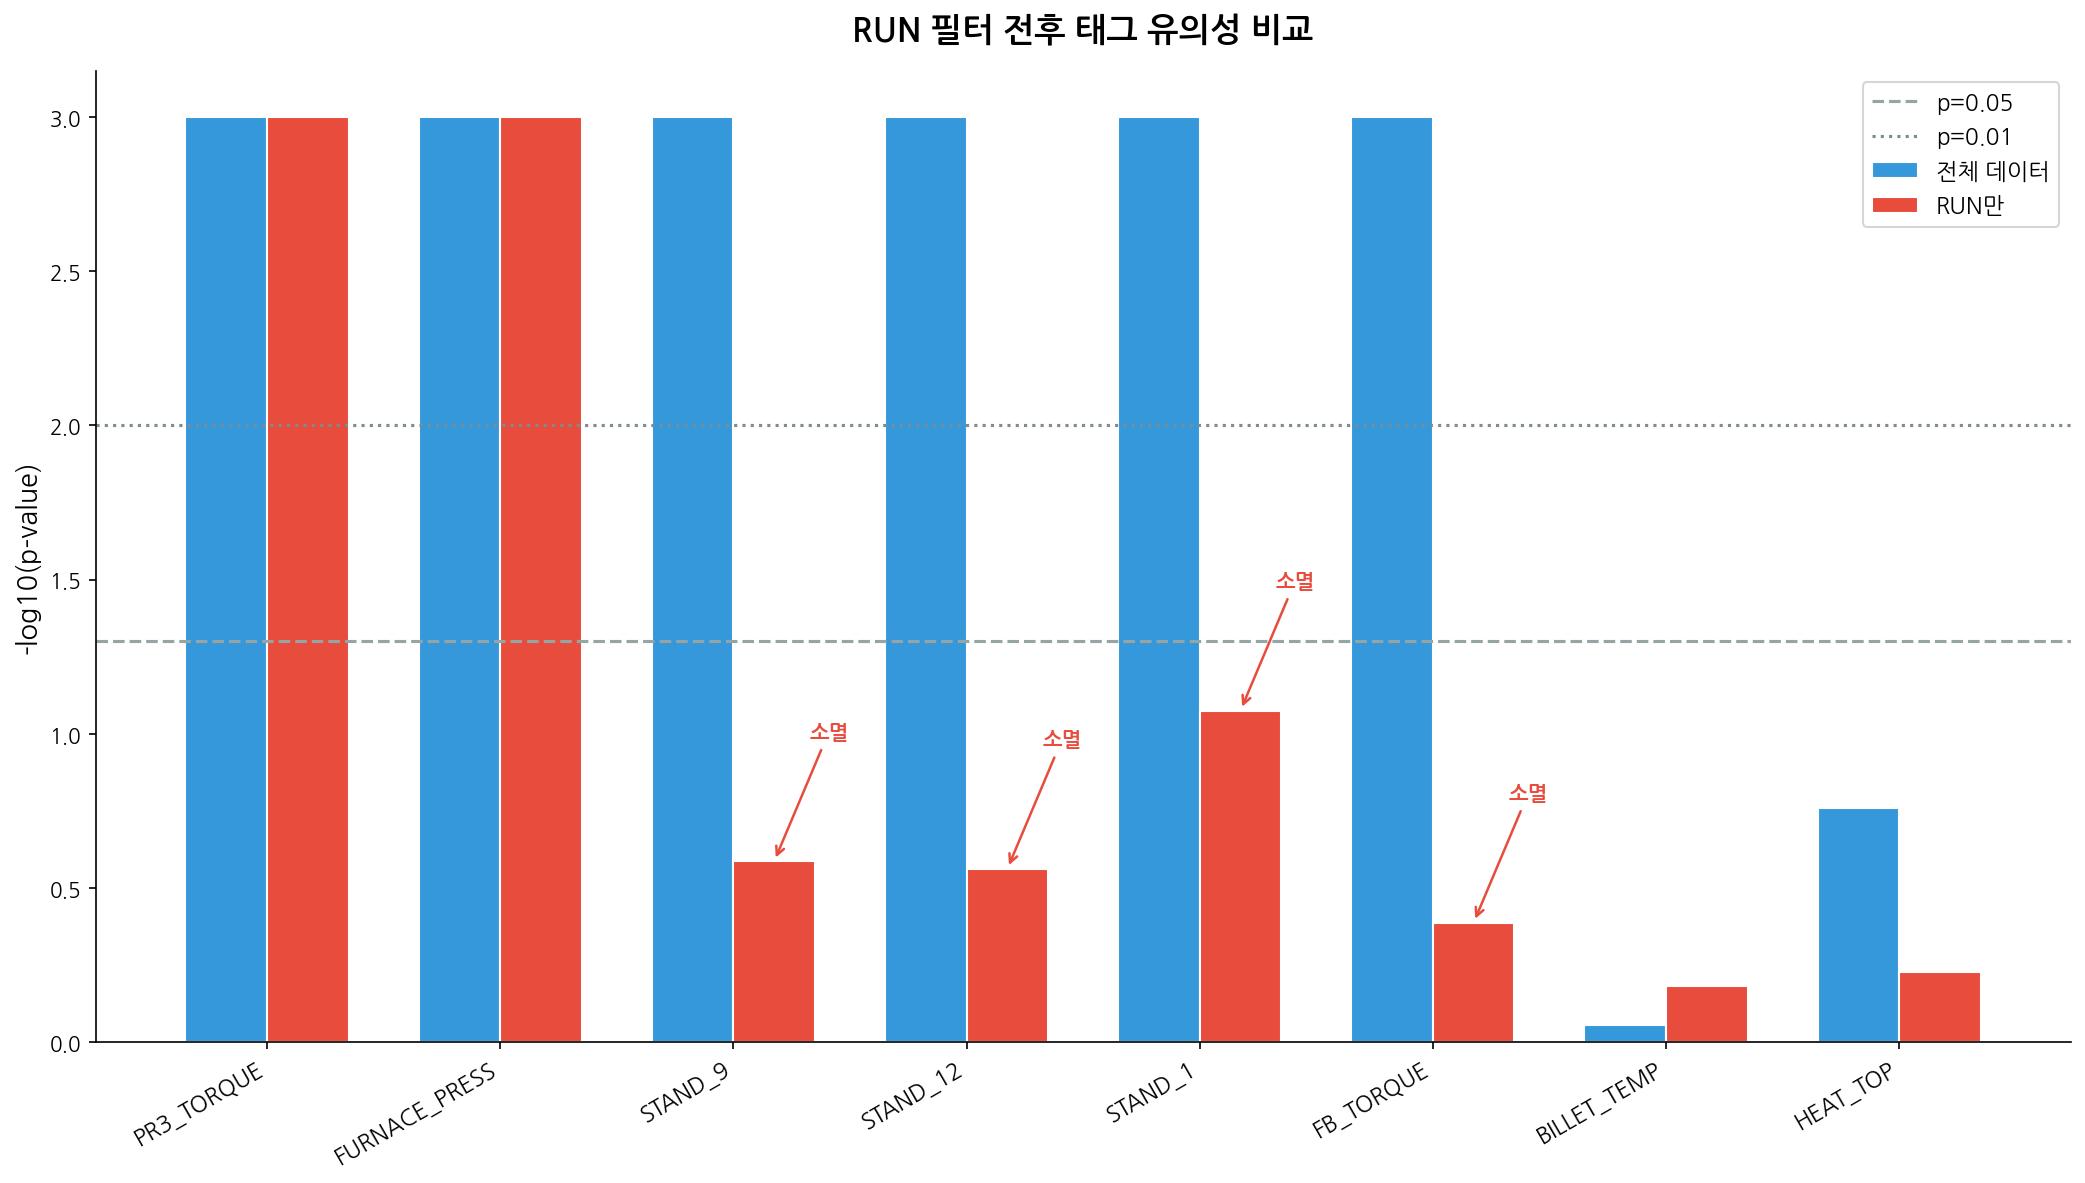 RUN 필터 전후 태그 유의성 비교
p=0.05
p=0.01
전체 데이터
RUN만
-log10(p-value)
3.0
2.5
2.0
1.5
1.0
0.5
0.0
소멸
소멸
소멸
소멸
PR3_TORQUE
FURNACE_PRESS
STAND_9
STAND_12
STAND_1
FB_TORQUE
BILLET_TEMP
HEAT_TOP